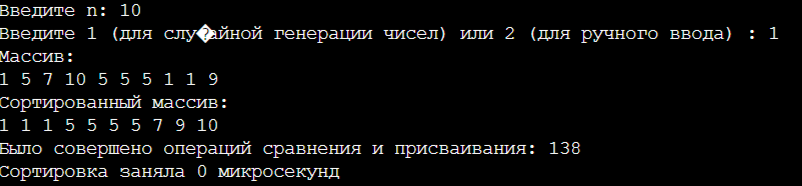 Введите n: 10
Введите 1 (для слу�айной генерации чисел) или 2 (для ручного ввода) : 1
Массив:
1 5 7 10 5 5 5 1 1 9
Сортированный массив:
1 1 1 5 5 5 5 7 9 10
Было совершено операций сравнения и присваивания: 138
Сортировка заняла 0 микросекунд